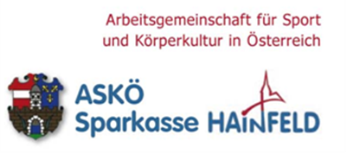 Arbeitsgemeinschaft für Sport
und Körperkultur in Österreich
ASKÖ
Sparkasse HAINFELD